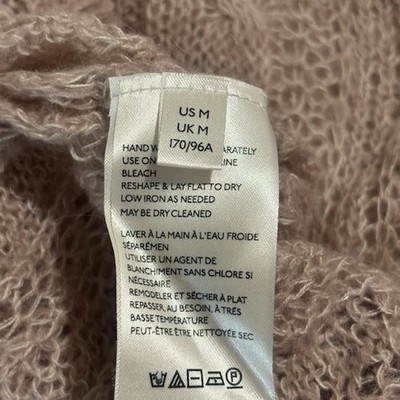 US M
UK M
170/96A
HAND W ARATELY
USE ON RINE
BLEACH
RESHAPE & LAY FLAT TO DRY
LOW IRON AS NEEDED
MAY BE DRY CLEANED
LAVER À LA MAIN À L'EAU FROIDE
SÉPARÉMEN
UTILISER UN AGENT DE
BLANCHIMENT SANS CHLORE SI
NÉCESSAIRE
REMODELER ET SÉCHER À PLAT
REPASSER, AU BESOIN, À TRÈS
BASSE TEMPÉRATURE
PEUT-ÊTRE ÊTRE NETTOYÉE SEC
P